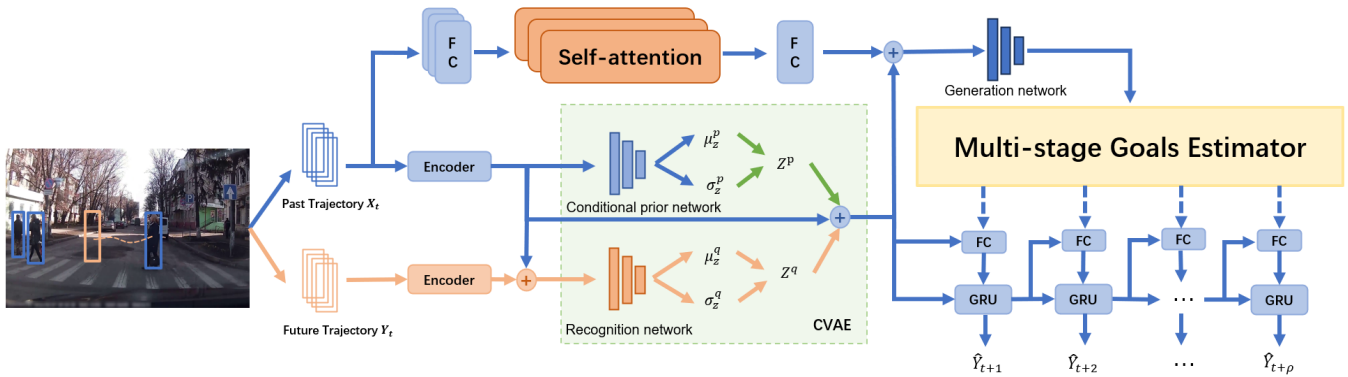 F
C
Self-attention
F
C
+
Generation network
Multi-stage Goals Estimator
Past Trajectory X_t
Encoder
Conditional prior network
μ_z^p
σ_z^p
Z^p
+
Future Trajectory Y_t
Encoder
+
Recognition network
μ_z^q
σ_z^q
Z^q
CVAE
FC
FC
FC
FC
GRU
GRU
...
GRU
Ŷ_{t+1}
Ŷ_{t+2}
...
Ŷ_{t+ρ}